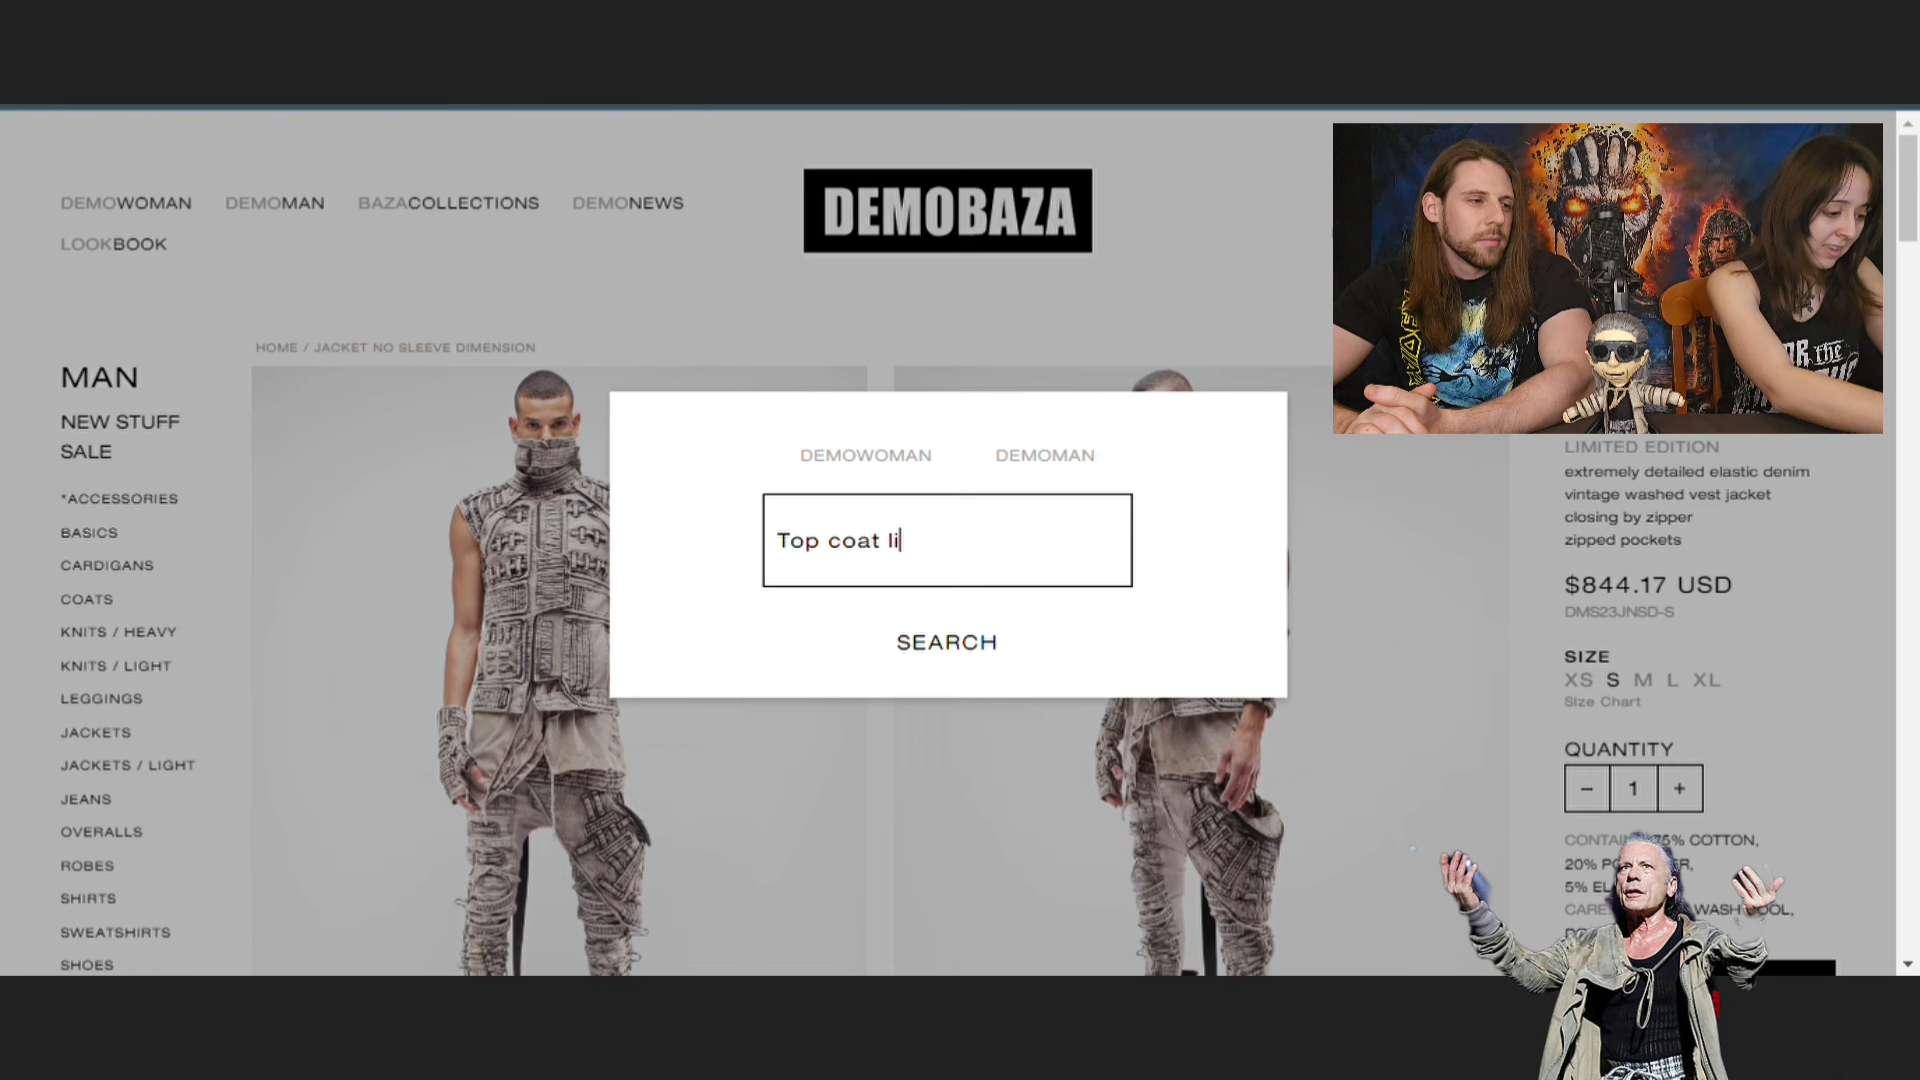 DEMOWOMAN DEMOMAN BAZACOLLECTIONS DEMONEWS
LOOKBOOK
DEMOBAZA
HOME / JACKET NO SLEEVE DIMENSION
MAN
NEW STUFF
SALE
*ACCESSORIES
BASICS
CARDIGANS
COATS
KNITS / HEAVY
KNITS / LIGHT
LEGGINGS
JACKETS
JACKETS / LIGHT
JEANS
OVERALLS
ROBES
SHIRTS
SWEATSHIRTS
SHOES
DEMOWOMAN DEMOMAN
Top coat li
SEARCH
LIMITED EDITION
extremely detailed elastic denim
vintage washed vest jacket
closing by zipper
zipped pockets
$844.17 USD
DMS23JNSD-S
SIZE
XS S M L XL
Size Chart
QUANTITY
− 1 +
75% COTTON,
20%
5%
WASH
the